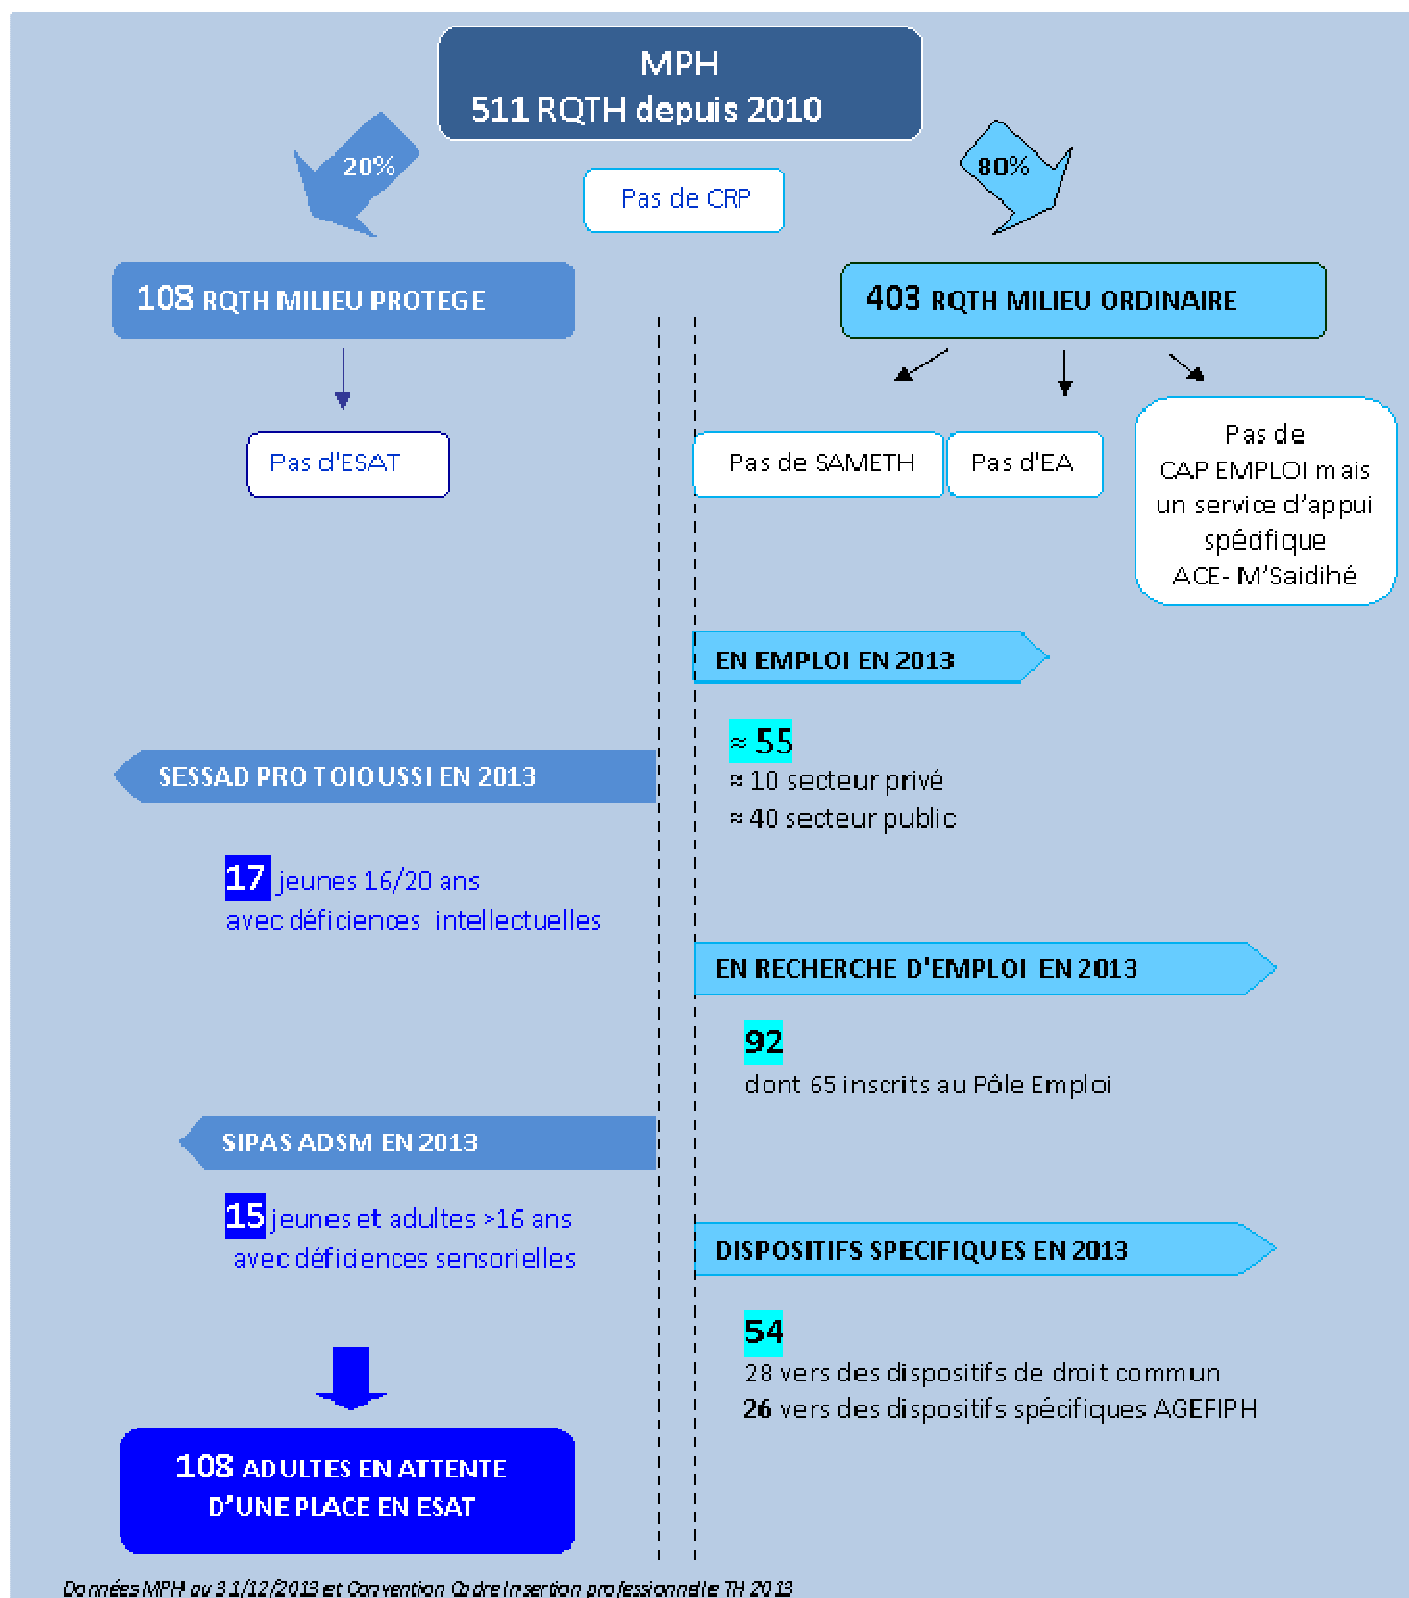 MPH
511 RQTH depuis 2010
20%
80%
Pas de CRP
108 RQTH MILIEU PROTEGE
403 RQTH MILIEU ORDINAIRE
Pas d'ESAT
Pas de SAMETH
Pas d'EA
Pas de
CAP EMPLOI mais
un service d'appui
spécifique
ACE- M'Saidihé
EN EMPLOI EN 2013
≈ 55
≈ 10 secteur privé
≈ 40 secteur public
SESSAD PRO TOIOUSSI EN 2013
17 jeunes 16/20 ans
avec déficiences intellectuelles
EN RECHERCHE D'EMPLOI EN 2013
92
dont 65 inscrits au Pôle Emploi
SIPAS ADSM EN 2013
15 jeunes et adultes >16 ans
avec déficiences sensorielles
DISPOSITIFS SPECIFIQUES EN 2013
54
28 vers des dispositifs de droit commun
26 vers des dispositifs spécifiques AGEFIPH
108 ADULTES EN ATTENTE
D'UNE PLACE EN ESAT
Données MPH au 31/12/2013 et Convention Cadre Insertion professionnelle TH 2013